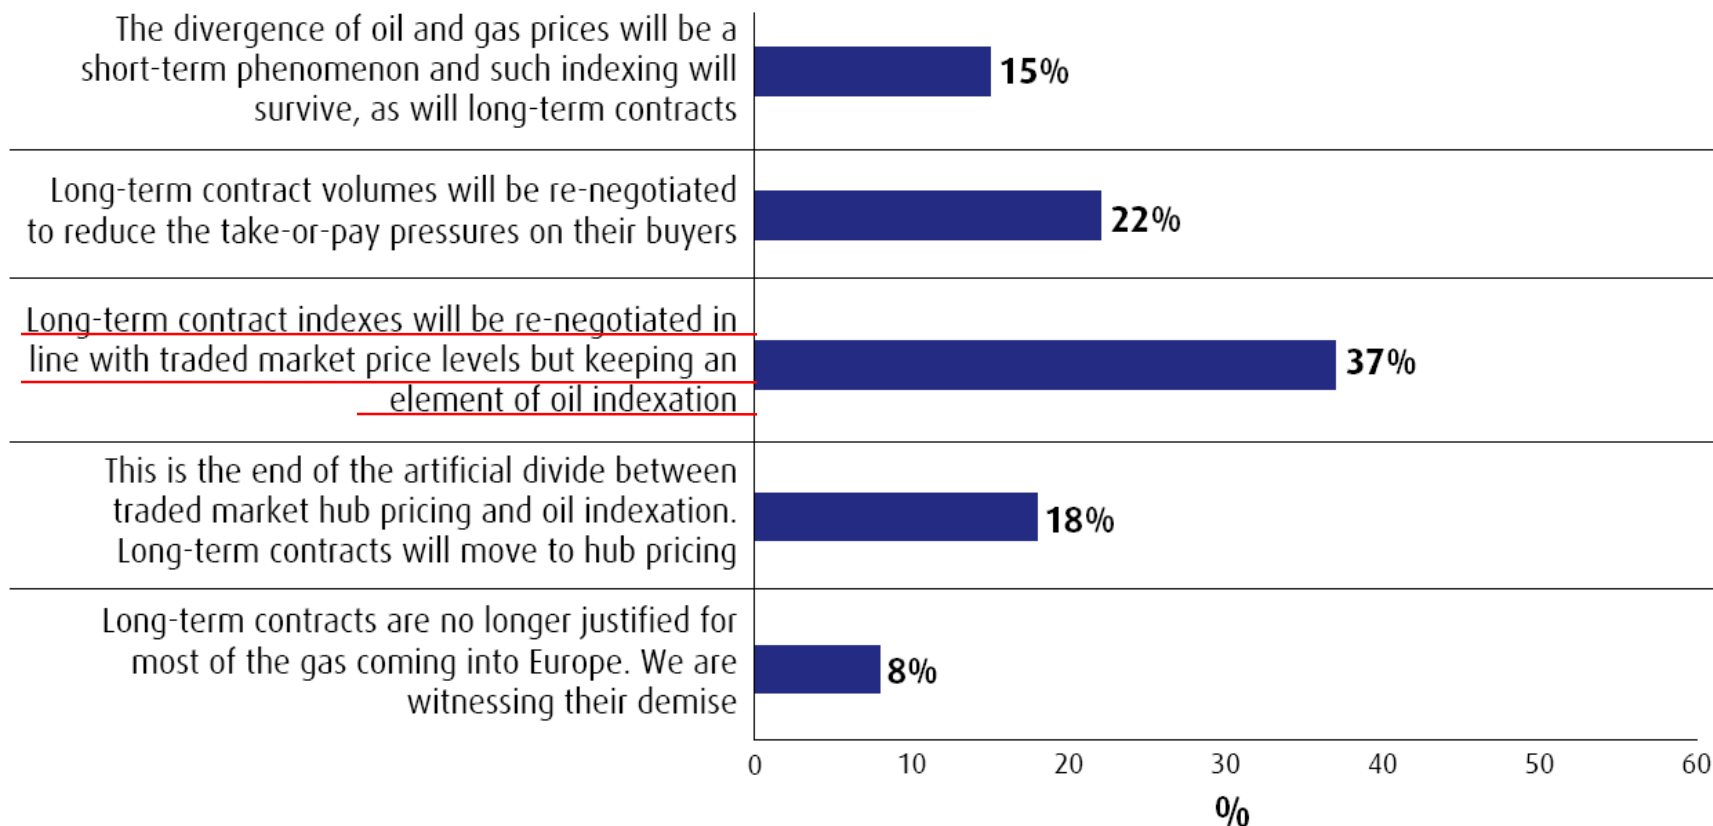 The divergence of oil and gas prices will be a
short-term phenomenon and such indexing will
survive, as will long-term contracts
15%
Long-term contract volumes will be re-negotiated
to reduce the take-or-pay pressures on their buyers
22%
Long-term contract indexes will be re-negotiated in
line with traded market price levels but keeping an
element of oil indexation
37%
This is the end of the artificial divide between
traded market hub pricing and oil indexation.
Long-term contracts will move to hub pricing
18%
Long-term contracts are no longer justified for
most of the gas coming into Europe. We are
witnessing their demise
8%
0 10 20 30 40 50 60
%